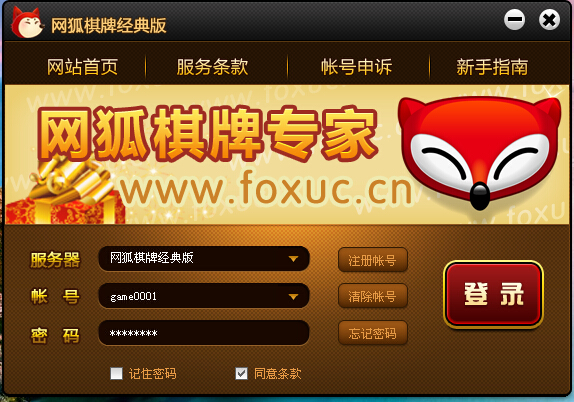 网狐棋牌经典版
网站首页 服务条款 帐号申诉 新手指南
网狐棋牌专家
www.foxuc.cn
服务器 网狐棋牌经典版 注册帐号
帐 号 game0001 清除帐号
登 录
密 码 ******** 忘记密码
记住密码 同意条款